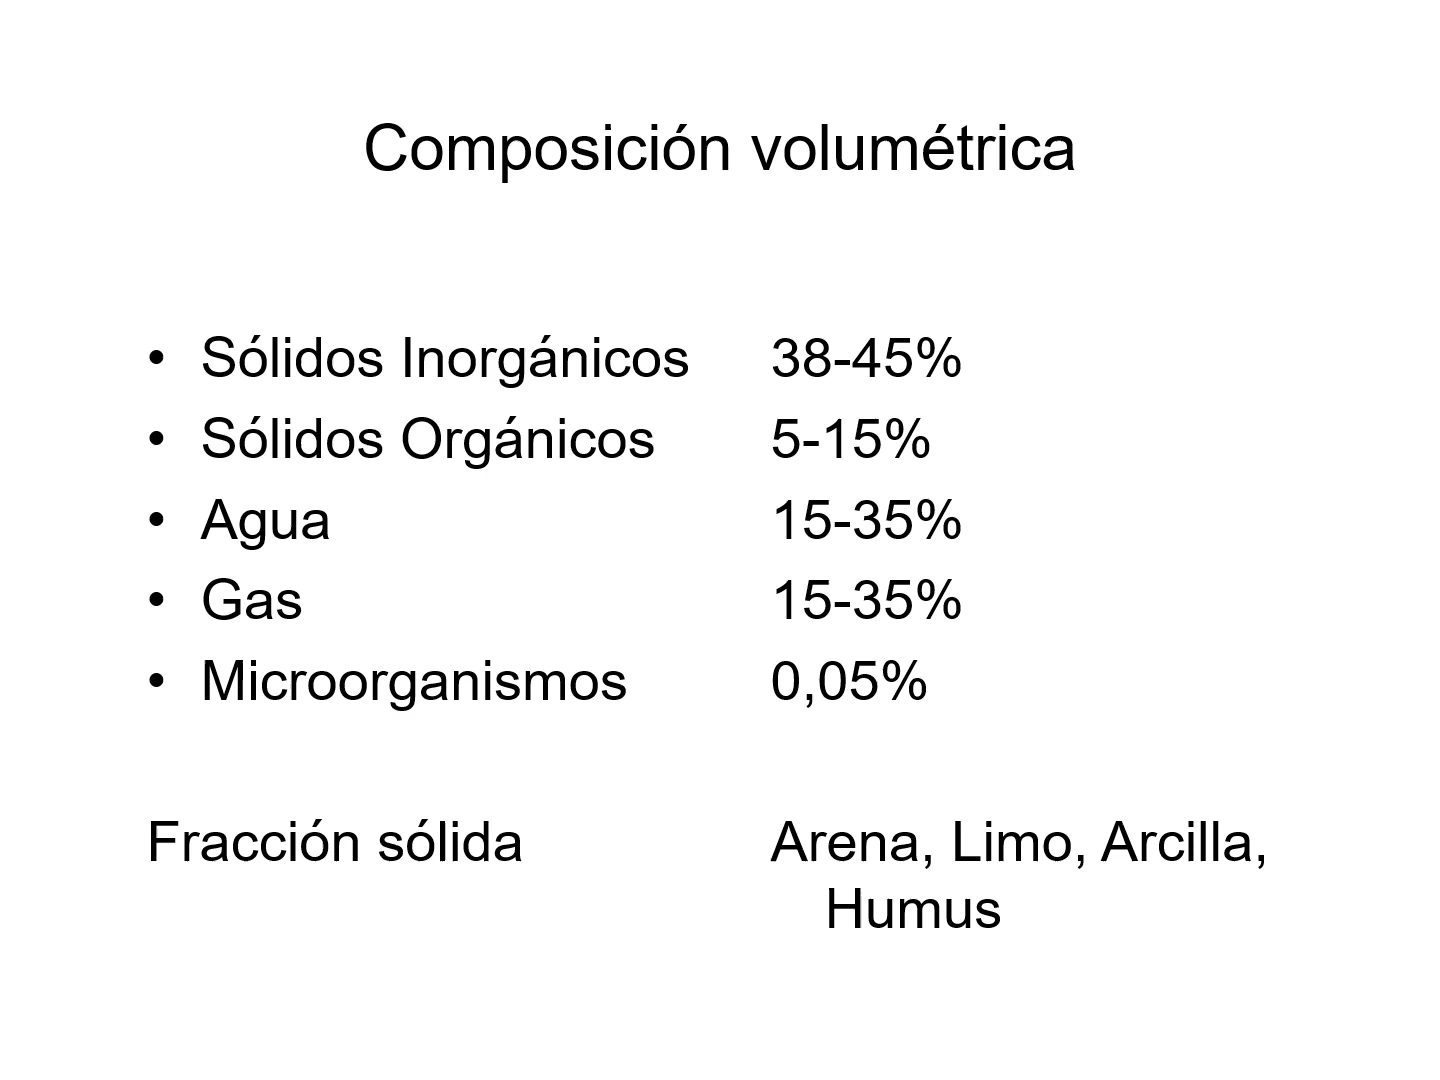 Composición volumétrica
• Sólidos Inorgánicos 38-45%
• Sólidos Orgánicos 5-15%
• Agua 15-35%
• Gas 15-35%
• Microorganismos 0,05%
Fracción sólida Arena, Limo, Arcilla,
Humus